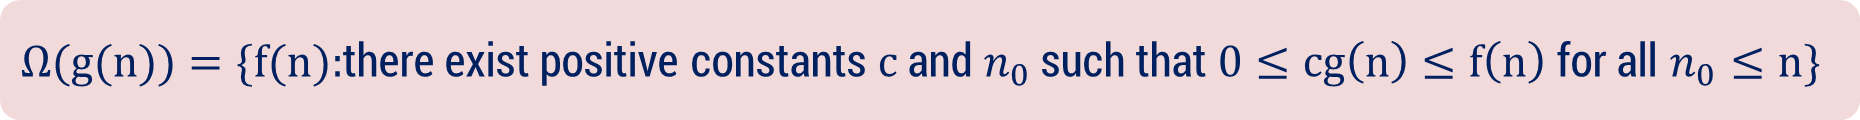 Ω(g(n)) = {f(n):there exist positive constants c and n₀ such that 0 ≤ cg(n) ≤ f(n) for all n₀ ≤ n}